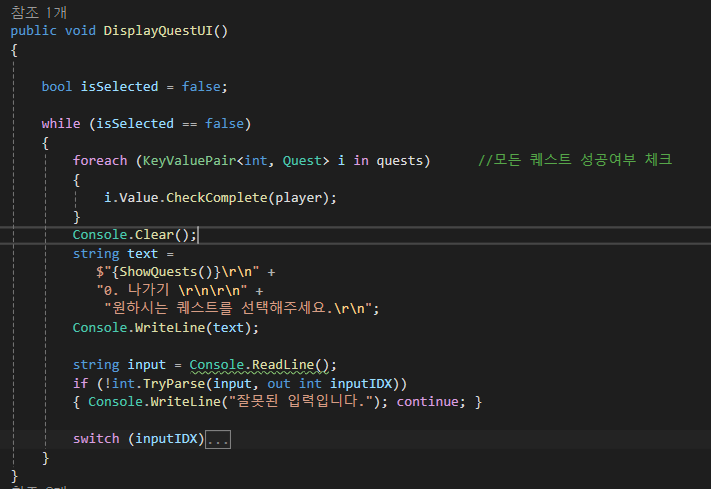 참조 1개
public void DisplayQuestUI()
{
bool isSelected = false;
while (isSelected == false)
{
foreach (KeyValuePair<int, Quest> i in quests) //모든 퀘스트 성공여부 체크
{
i.Value.CheckComplete(player);
}
Console.Clear();
string text =
$"{ShowQuests()}\r\n" +
"0. 나가기 \r\n\r\n" +
"원하시는 퀘스트를 선택해주세요.\r\n";
Console.WriteLine(text);
string input = Console.ReadLine();
if (!int.TryParse(input, out int inputIDX))
{ Console.WriteLine("잘못된 입력입니다."); continue; }
switch (inputIDX)...
}
}